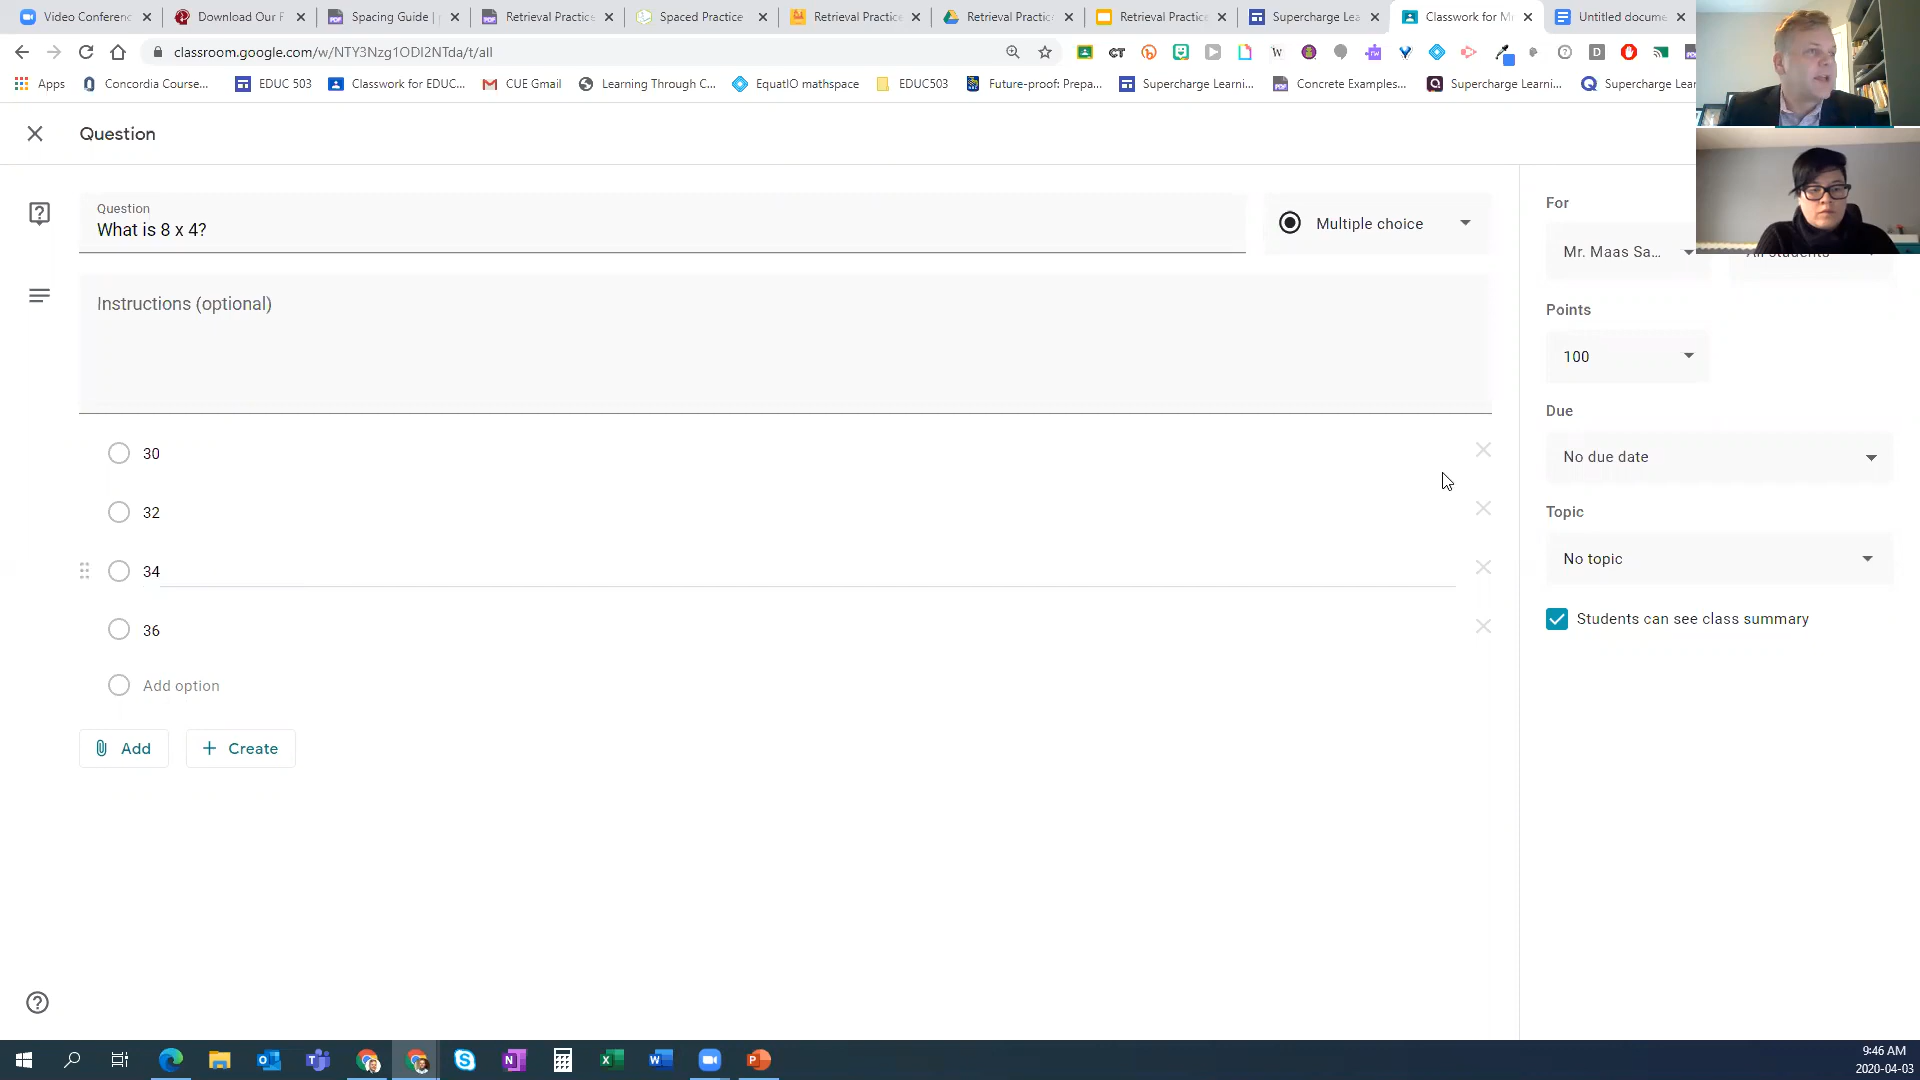 Video Conferenc
Download Our F
Spacing Guide | p
Retrieval Practice
Spaced Practice
Retrieval Practice
Retrieval Practic
Retrieval Practice
Supercharge Lea
Classwork for M
Untitled docume
classroom.google.com/w/NTY3Nzg1ODI2NTda/t/all
Apps
Concordia Course...
EDUC 503
Classwork for EDUC...
CUE Gmail
Learning Through C...
EquatIO mathspace
EDUC503
Future-proof: Prepa...
Supercharge Learni...
Concrete Examples...
Supercharge Learni...
Supercharge Lear
Question
Question
What is 8 x 4?
Multiple choice
Instructions (optional)
30
32
34
36
Add option
Add
Create
For
Mr. Maas Sa...
All students
Points
100
Due
No due date
Topic
No topic
Students can see class summary
9:46 AM
2020-04-03